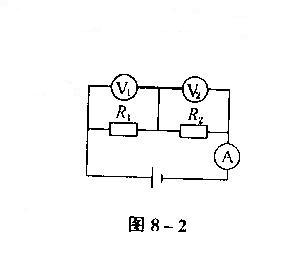 V₁ V₂
R₁ R₂
A
图 8-2